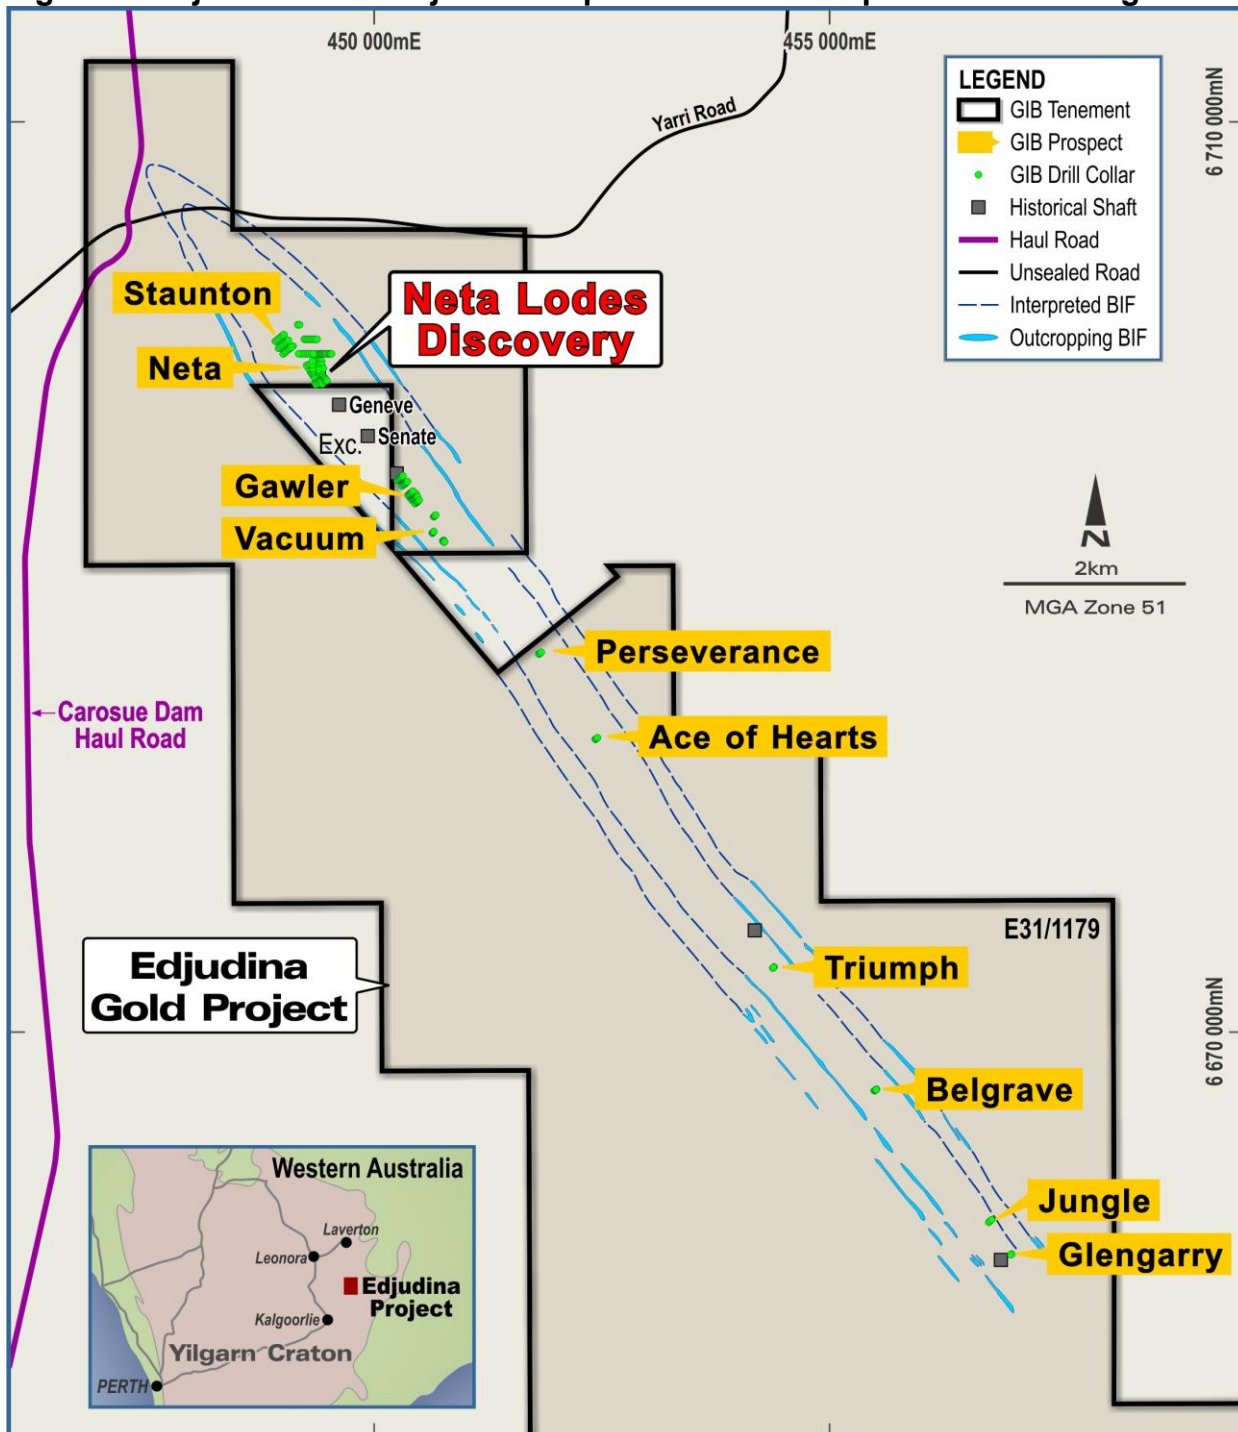 450 000mE
455 000mE
LEGEND
GIB Tenement
GIB Prospect
GIB Drill Collar
Historical Shaft
Haul Road
Unsealed Road
Interpreted BIF
Outcropping BIF
6 710 000mN
Yarri Road
Staunton
Neta Lodes
Discovery
Neta
Geneve
Senate
Exc.
Gawler
Vacuum
N
2km
MGA Zone 51
Perseverance
Carosue Dam
Haul Road
Ace of Hearts
E31/1179
Edjudina
Gold Project
Triumph
6 670 000mN
Belgrave
Jungle
Glengarry
Western Australia
Laverton
Leonora
Edjudina
Project
Kalgoorlie
Yilgarn Craton
PERTH